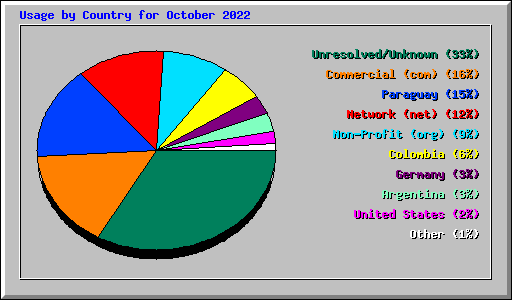 Usage by Country for October 2022
Unresolved/Unknown (33%)
Commercial (com) (16%)
Paraguay (15%)
Network (net) (12%)
Non-Profit (org) (9%)
Colombia (6%)
Germany (3%)
Argentina (3%)
United States (2%)
Other (1%)